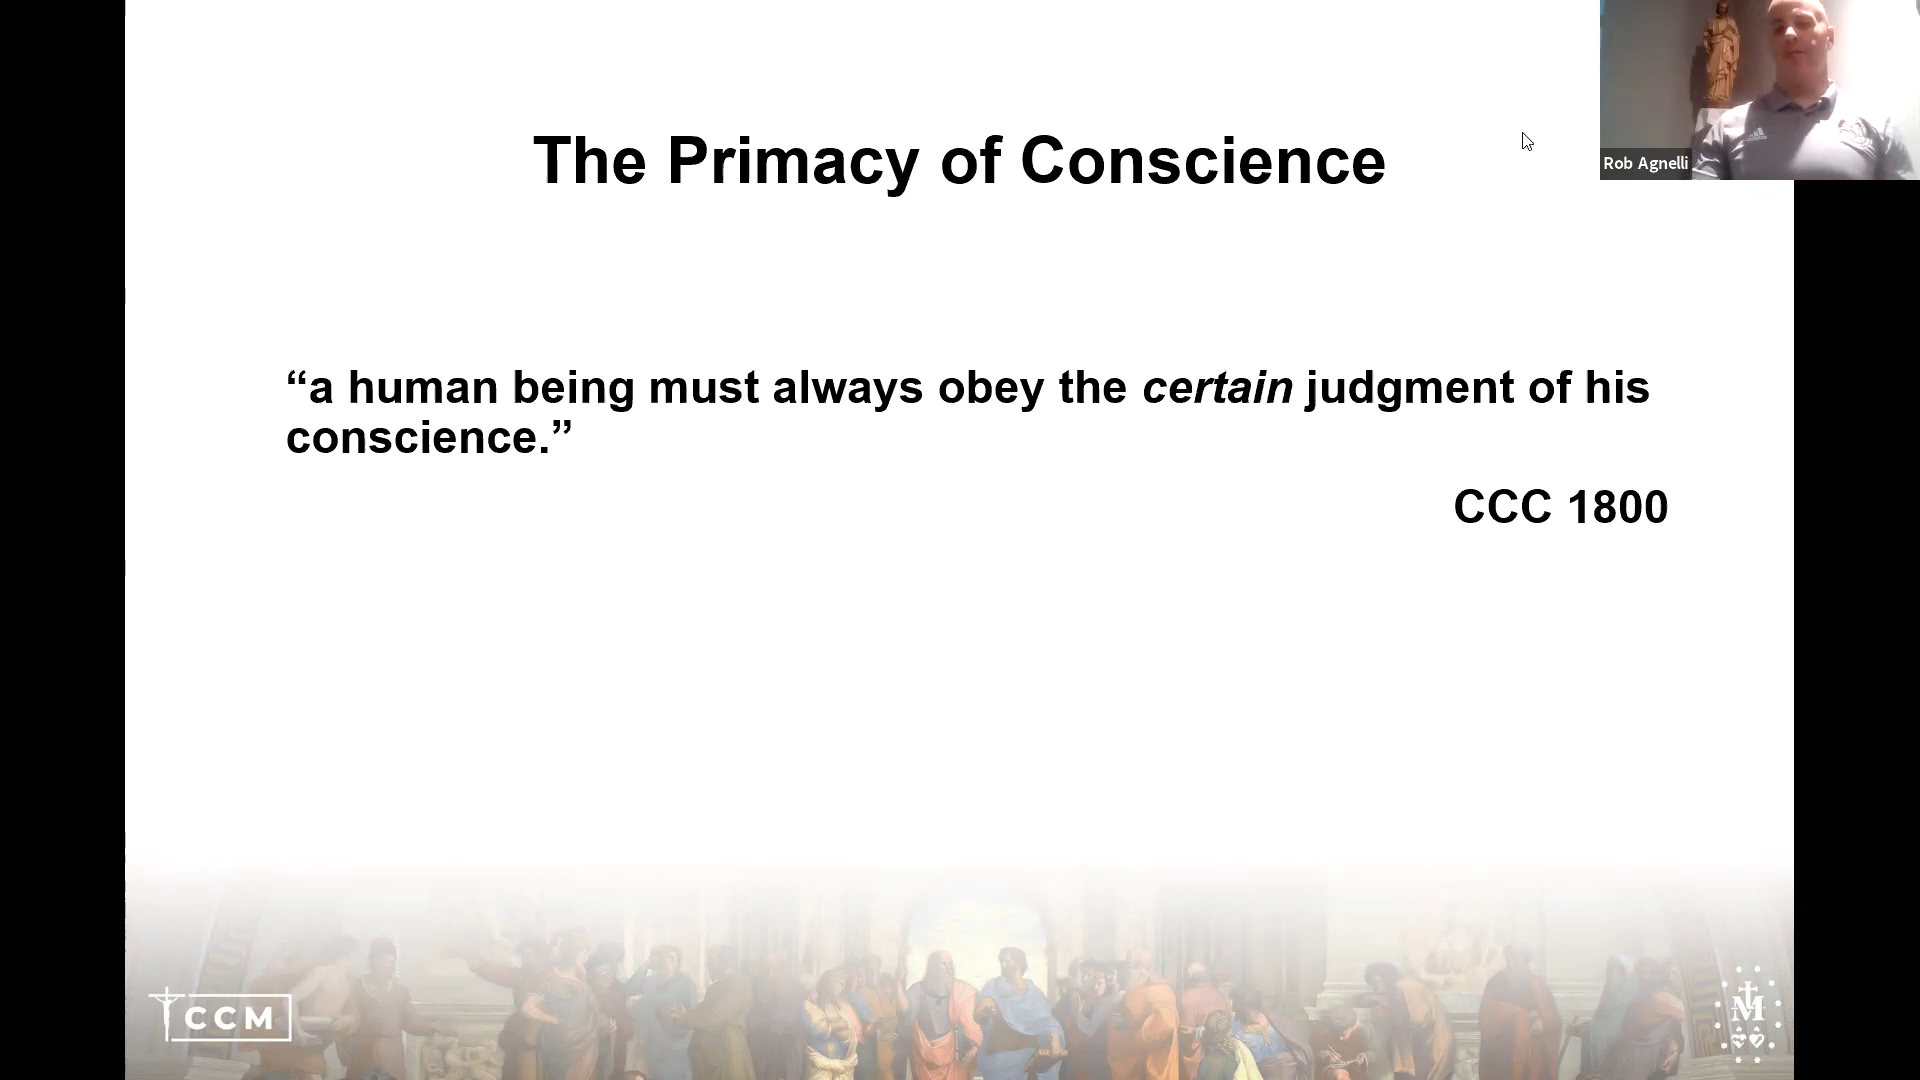 The Primacy of Conscience
Rob Agnelli
“a human being must always obey the certain judgment of his
conscience.”
CCC 1800
CCM
M